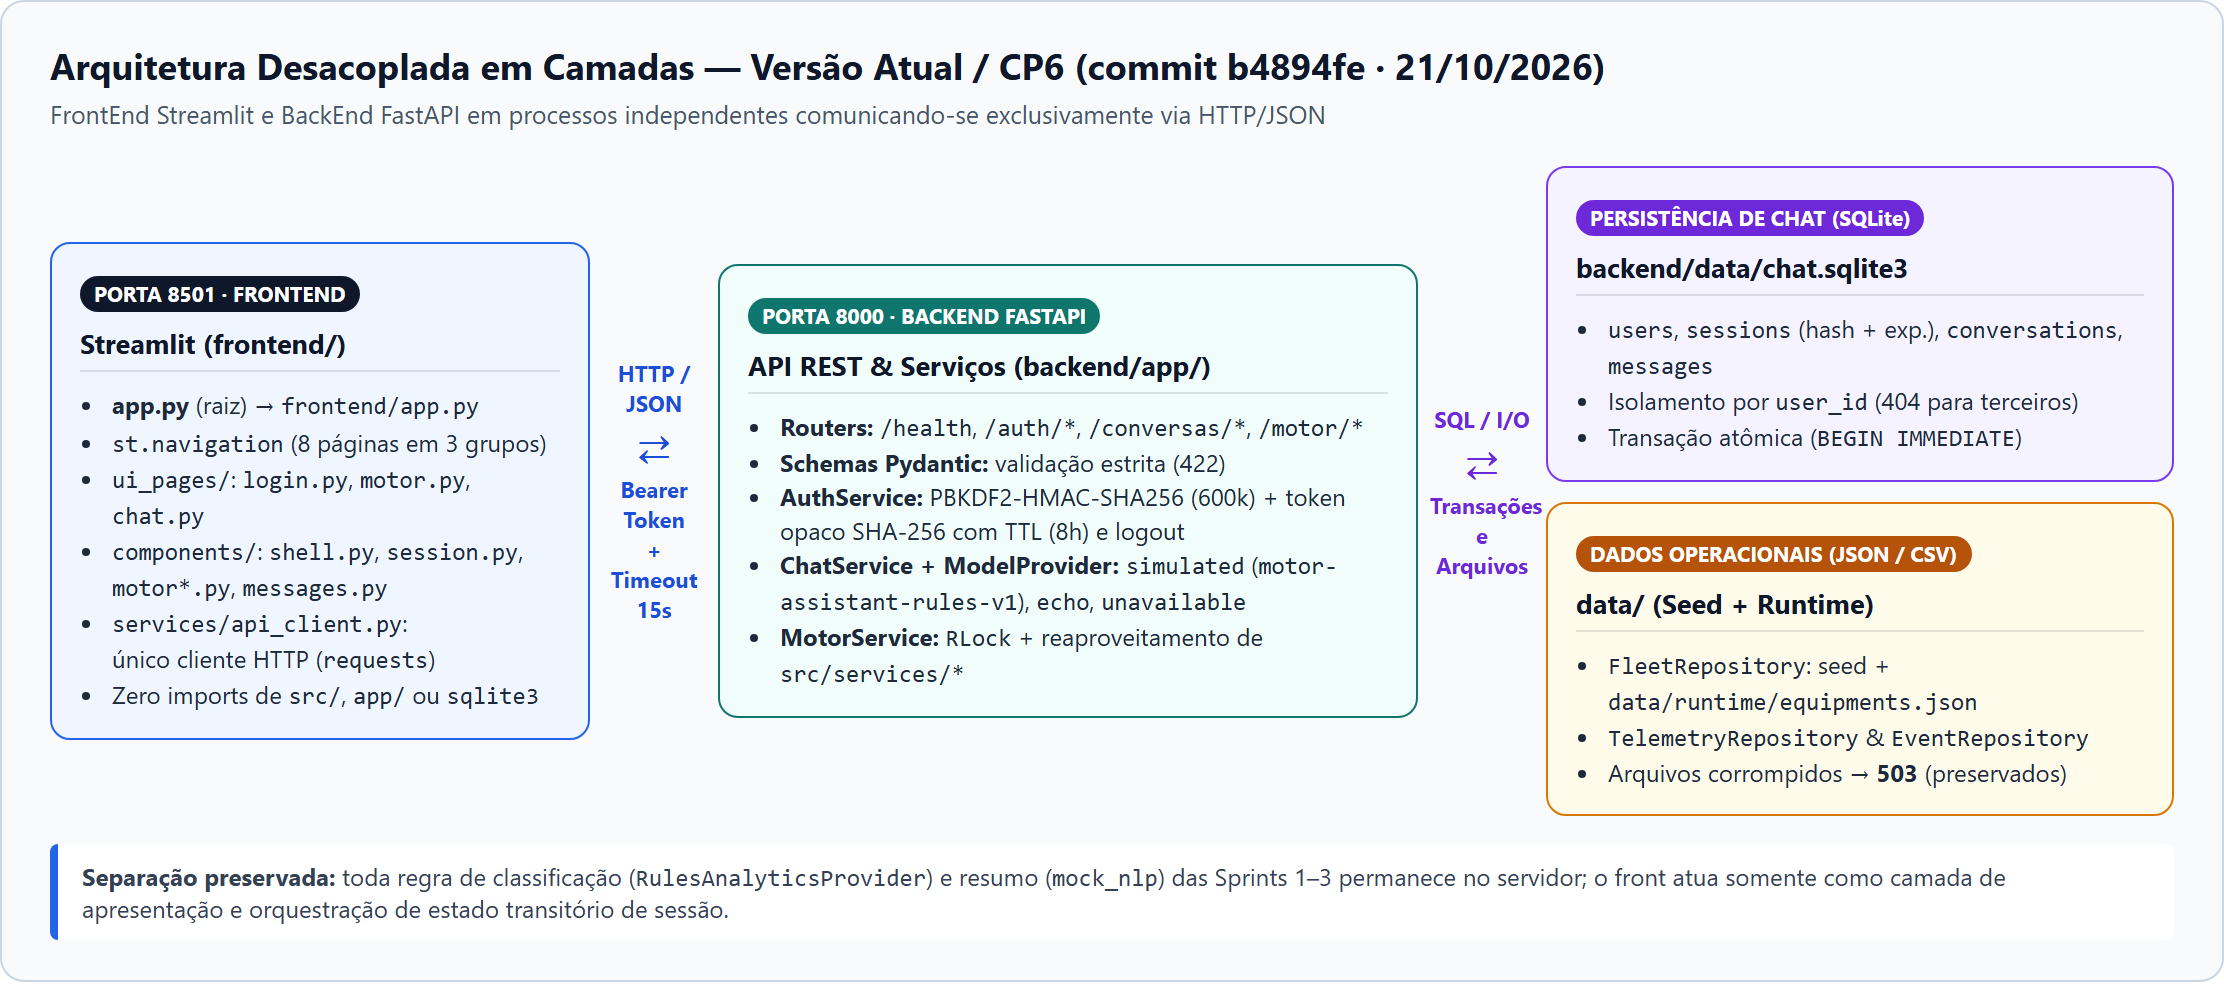 Arquitetura Desacoplada em Camadas — Versão Atual / CP6 (commit b4894fe · 21/10/2026)
FrontEnd Streamlit e BackEnd FastAPI em processos independentes comunicando-se exclusivamente via HTTP/JSON
PORTA 8501 · FRONTEND
Streamlit (frontend/)
• app.py (raiz) → frontend/app.py
• st.navigation (8 páginas em 3 grupos)
• ui_pages/: login.py, motor.py,
chat.py
• components/: shell.py, session.py,
motor*.py, messages.py
• services/api_client.py:
único cliente HTTP (requests)
• Zero imports de src/, app/ ou sqlite3
HTTP /
JSON
⇄
Bearer
Token
+
Timeout
15s
PORTA 8000 · BACKEND FASTAPI
API REST & Serviços (backend/app/)
• Routers: /health, /auth/*, /conversas/*, /motor/*
• Schemas Pydantic: validação estrita (422)
• AuthService: PBKDF2-HMAC-SHA256 (600k) + token
opaco SHA-256 com TTL (8h) e logout
• ChatService + ModelProvider: simulated (motor-
assistant-rules-v1), echo, unavailable
• MotorService: RLock + reaproveitamento de
src/services/*
SQL / I/O
⇄
Transações
e
Arquivos
PERSISTÊNCIA DE CHAT (SQLite)
backend/data/chat.sqlite3
• users, sessions (hash + exp.), conversations,
messages
• Isolamento por user_id (404 para terceiros)
• Transação atômica (BEGIN IMMEDIATE)
DADOS OPERACIONAIS (JSON / CSV)
data/ (Seed + Runtime)
• FleetRepository: seed +
data/runtime/equipments.json
• TelemetryRepository & EventRepository
• Arquivos corrompidos → 503 (preservados)
Separação preservada: toda regra de classificação (RulesAnalyticsProvider) e resumo (mock_nlp) das Sprints 1–3 permanece no servidor; o front atua somente como camada de
apresentação e orquestração de estado transitório de sessão.